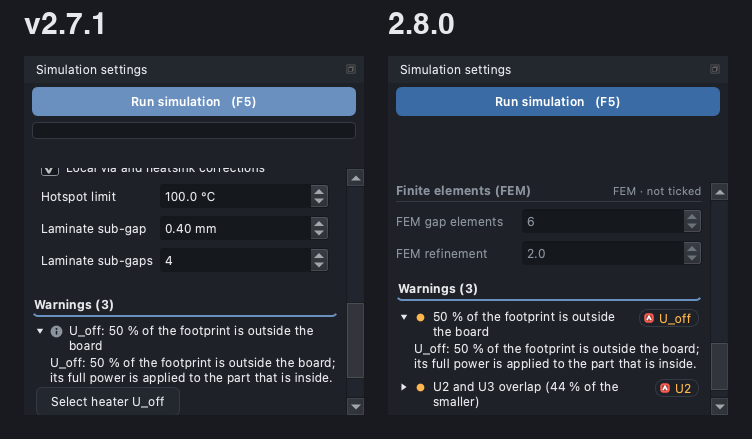 v2.7.1
Simulation settings
Run simulation (F5)
Local via and heatsink corrections
Hotspot limit
100.0 °C
Laminate sub-gap
0.40 mm
Laminate sub-gaps
4
Warnings (3)
U_off: 50 % of the footprint is outside the
board
U_off: 50 % of the footprint is outside the board;
its full power is applied to the part that is inside.
Select heater U_off
2.8.0
Simulation settings
Run simulation (F5)
Finite elements (FEM)
FEM · not ticked
FEM gap elements
6
FEM refinement
2.0
Warnings (3)
50 % of the footprint is outside
the board
U_off
U_off: 50 % of the footprint is outside the board;
its full power is applied to the part that is inside.
U2 and U3 overlap (44 % of the
smaller)
U2